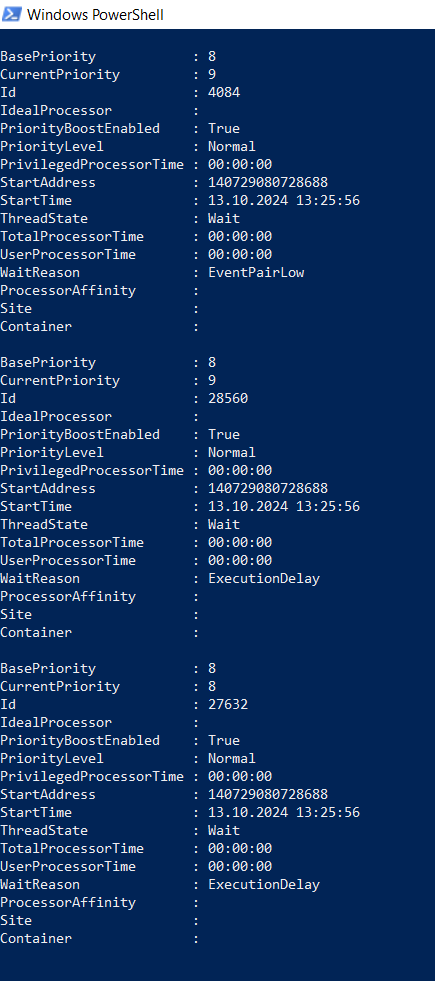 Windows PowerShell
BasePriority : 8
CurrentPriority : 9
Id : 4084
IdealProcessor :
PriorityBoostEnabled : True
PriorityLevel : Normal
PrivilegedProcessorTime : 00:00:00
StartAddress : 140729080728688
StartTime : 13.10.2024 13:25:56
ThreadState : Wait
TotalProcessorTime : 00:00:00
UserProcessorTime : 00:00:00
WaitReason : EventPairLow
ProcessorAffinity :
Site :
Container :
BasePriority : 8
CurrentPriority : 9
Id : 28560
IdealProcessor :
PriorityBoostEnabled : True
PriorityLevel : Normal
PrivilegedProcessorTime : 00:00:00
StartAddress : 140729080728688
StartTime : 13.10.2024 13:25:56
ThreadState : Wait
TotalProcessorTime : 00:00:00
UserProcessorTime : 00:00:00
WaitReason : ExecutionDelay
ProcessorAffinity :
Site :
Container :
BasePriority : 8
CurrentPriority : 8
Id : 27632
IdealProcessor :
PriorityBoostEnabled : True
PriorityLevel : Normal
PrivilegedProcessorTime : 00:00:00
StartAddress : 140729080728688
StartTime : 13.10.2024 13:25:56
ThreadState : Wait
TotalProcessorTime : 00:00:00
UserProcessorTime : 00:00:00
WaitReason : ExecutionDelay
ProcessorAffinity :
Site :
Container :